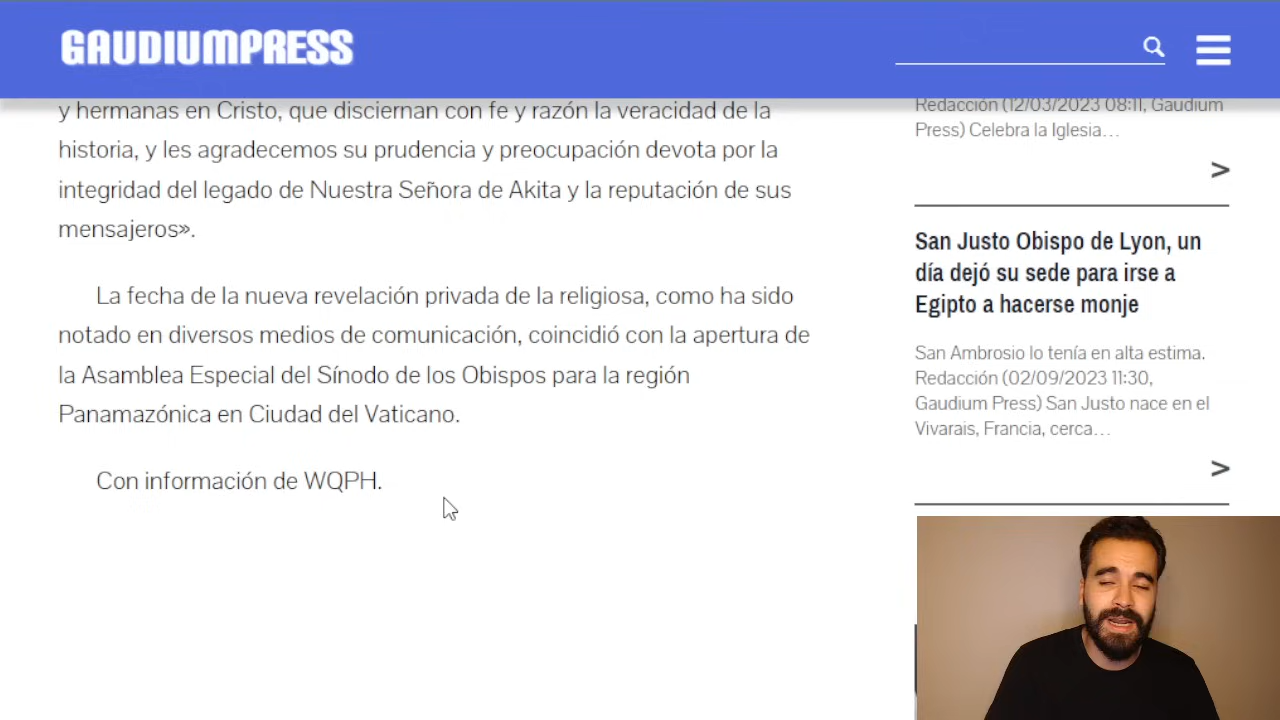 GAUDIUMPRESS
y hermanas en Cristo, que disciernan con fe y razón la veracidad de la
historia, y les agradecemos su prudencia y preocupación devota por la
integridad del legado de Nuestra Señora de Akita y la reputación de sus
mensajeros».
La fecha de la nueva revelación privada de la religiosa, como ha sido
notado en diversos medios de comunicación, coincidió con la apertura de
la Asamblea Especial del Sínodo de los Obispos para la región
Panamazónica en Ciudad del Vaticano.
Con información de WQPH.
Redacción (12/03/2023 08:11, Gaudium
Press) Celebra la Iglesia…
>
San Justo Obispo de Lyon, un
día dejó su sede para irse a
Egipto a hacerse monje
San Ambrosio lo tenía en alta estima.
Redacción (02/09/2023 11:30,
Gaudium Press) San Justo nace en el
Vivarais, Francia, cerca…
>